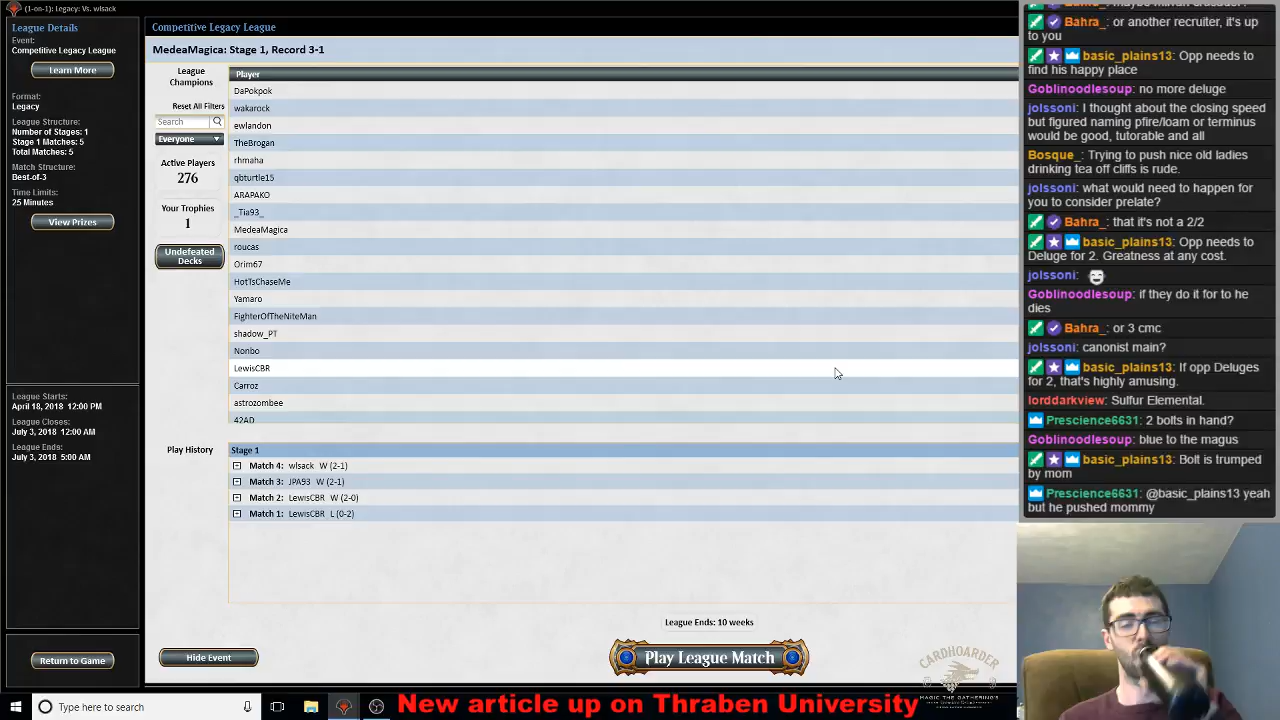 (1-on-1): Legacy: Vs. wlsack
League Details
Event:
Competitive Legacy League
Learn More
Format:
Legacy
League Structure:
Number of Stages: 1
Stage 1 Matches: 5
Total Matches: 5
Match Structure:
Best-of-3
Time Limits:
25 Minutes
View Prizes
League Starts:
April 18, 2018 12:00 PM
League Closes:
July 3, 2018 12:00 AM
League Ends:
July 3, 2018 5:00 AM
Return to Game
Competitive Legacy League
MedeaMagica: Stage 1, Record 3-1
League
Champions
Reset All Filters
Search
Everyone
Active Players
276
Your Trophies
1
Undefeated
Decks
Player
DaPokpok
wakarock
ewlandon
TheBrogan
rhmaha
qbturtle15
ARAPAKO
_Tia93_
MedeaMagica
roucas
Orim67
HotTsChaseMe
Yamaro
FighterOfTheNiteMan
shadow_PT
Nonbo
LewisCBR
Carroz
astrozombee
42AD
Play History
Stage 1
Match 4: wlsack W (2-1)
Match 3: JPA93 W (2-1)
Match 2: LewisCBR W (2-0)
Match 1: LewisCBR L (0-2)
League Ends: 10 weeks
Hide Event
Play League Match
CARDHOARDER
Bahra_: or another recruiter, it's up
to you
basic_plains13: Opp needs to
find his happy place
Goblinoodlesoup: no more deluge
jolssoni: I thought about the closing speed
but figured naming pfire/loam or terminus
would be good, tutorable and all
Bosque_: Trying to push nice old ladies
drinking tea off cliffs is rude.
jolssoni: what would need to happen for
you to consider prelate?
Bahra_: that it's not a 2/2
basic_plains13: Opp needs to
Deluge for 2. Greatness at any cost.
jolssoni:
Goblinoodlesoup: if they do it for to he
dies
Bahra_: or 3 cmc
jolssoni: canonist main?
basic_plains13: If opp Deluges
for 2, that's highly amusing.
lorddarkview: Sulfur Elemental.
Prescience6631: 2 bolts in hand?
Goblinoodlesoup: blue to the magus
basic_plains13: Bolt is trumped
by mom
Prescience6631: @basic_plains13 yeah
but he pushed mommy
Type here to search
New article up on Thraben University